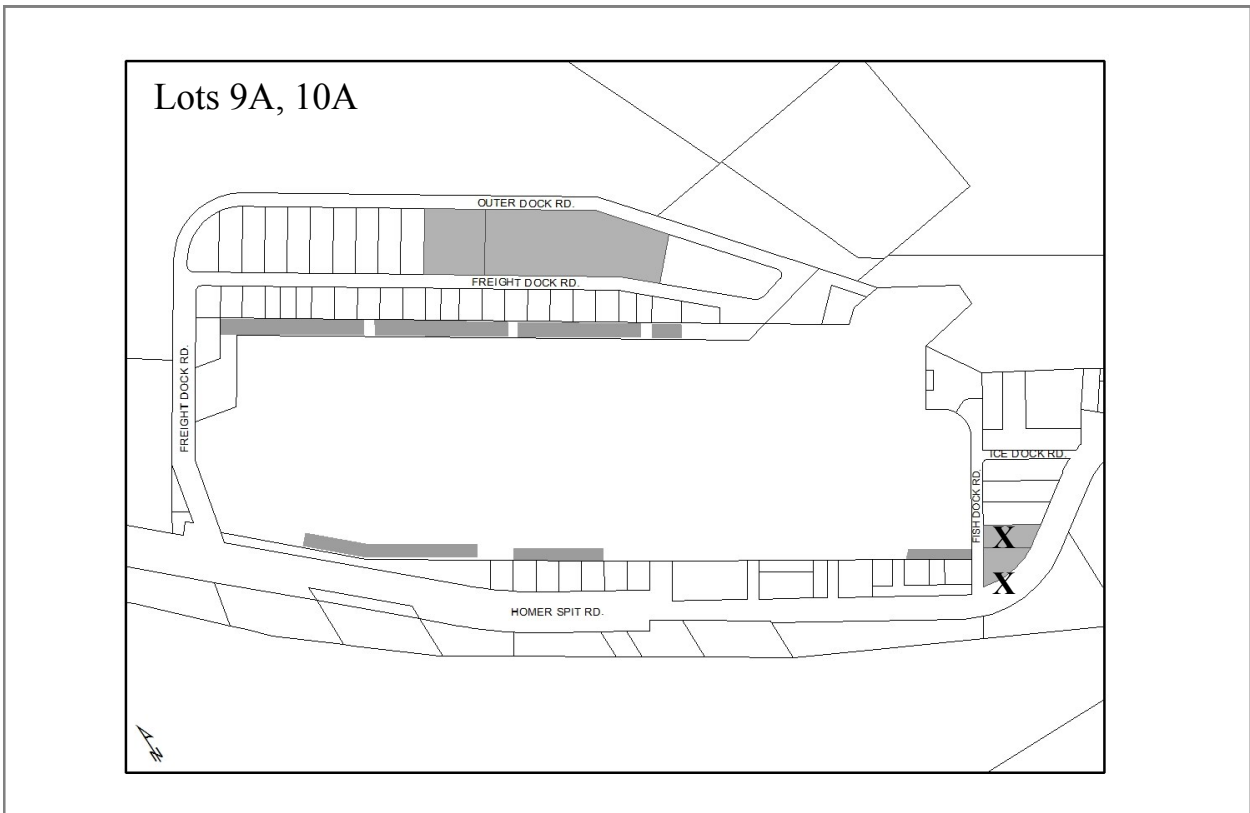 Lots 9A, 10A
OUTER DOCK RD.
FREIGHT DOCK RD.
FREIGHT DOCK RD.
ICE DOCK RD.
FISH DOCK RD.
X
X
HOMER SPIT RD.
N